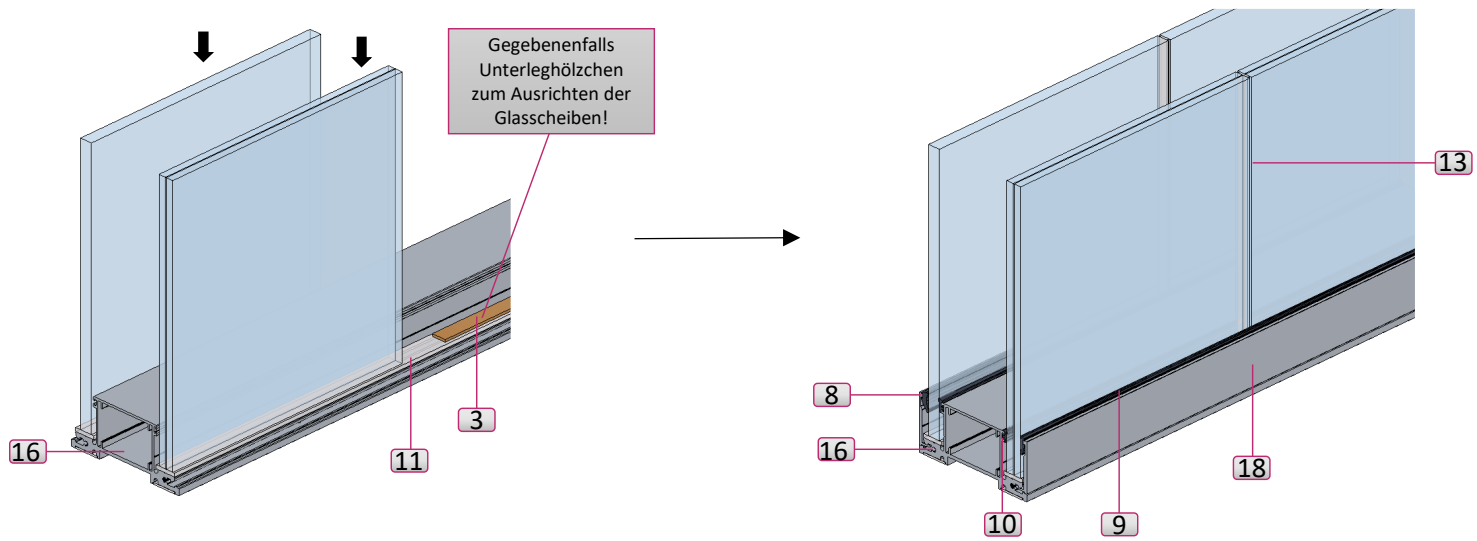 Gegebenenfalls
Unterleghölzchen
zum Ausrichten der
Glasscheiben!
16
11
3
13
8
16
10
9
18